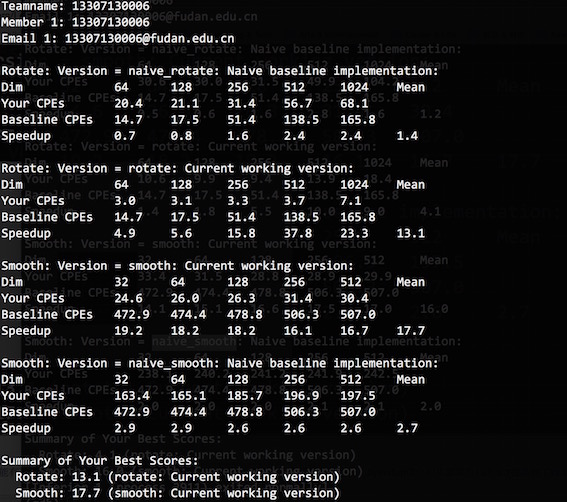 Teamname: 13307130006
Member 1: 13307130006
Email 1: 13307130006@fudan.edu.cn
Rotate: Version = naive_rotate: Naive baseline implementation:
Dim 64 128 256 512 1024 Mean
Your CPEs 20.4 21.1 31.4 56.7 68.1
Baseline CPEs 14.7 17.5 51.4 138.5 165.8
Speedup 0.7 0.8 1.6 2.4 2.4 1.4
Rotate: Version = rotate: Current working version:
Dim 64 128 256 512 1024 Mean
Your CPEs 3.0 3.1 3.3 3.7 7.1
Baseline CPEs 14.7 17.5 51.4 138.5 165.8
Speedup 4.9 5.6 15.8 37.8 23.3 13.1
Smooth: Version = smooth: Current working version:
Dim 32 64 128 256 512 Mean
Your CPEs 24.6 26.0 26.3 31.4 30.4
Baseline CPEs 472.9 474.4 478.8 506.3 507.0
Speedup 19.2 18.2 18.2 16.1 16.7 17.7
Smooth: Version = naive_smooth: Naive baseline implementation:
Dim 32 64 128 256 512 Mean
Your CPEs 163.4 165.1 185.7 196.9 197.5
Baseline CPEs 472.9 474.4 478.8 506.3 507.0
Speedup 2.9 2.9 2.6 2.6 2.6 2.7
Summary of Your Best Scores:
Rotate: 13.1 (rotate: Current working version)
Smooth: 17.7 (smooth: Current working version)